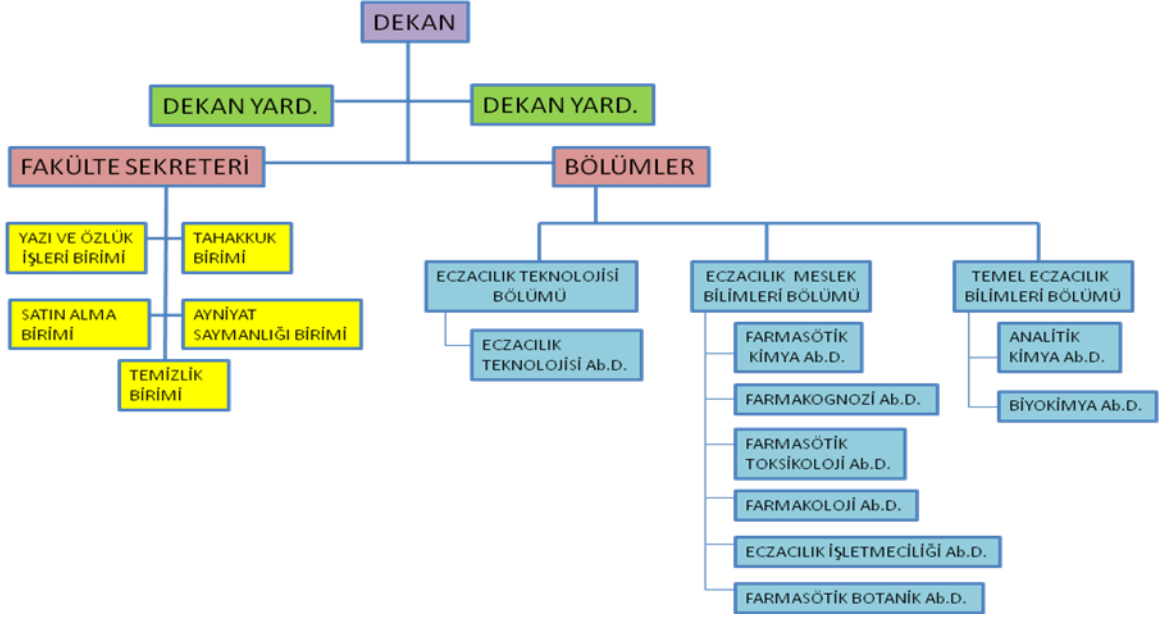 DEKAN
DEKAN YARD.
DEKAN YARD.
FAKÜLTE SEKRETERİ
BÖLÜMLER
YAZI VE ÖZLÜK
İŞLERİ BİRİMİ
TAHAKKUK
BİRİMİ
SATIN ALMA
BİRİMİ
AYNİYAT
SAYMANLIĞI BİRİMİ
TEMİZLİK
BİRİMİ
ECZACILIK TEKNOLOJİSİ
BÖLÜMÜ
ECZACILIK
TEKNOLOJİSİ Ab.D.
ECZACILIK MESLEK
BİLİMLERİ BÖLÜMÜ
FARMASÖTİK
KİMYA Ab.D.
FARMAKOGNOZİ Ab.D.
FARMASÖTİK
TOKSİKOLOJİ Ab.D.
FARMAKOLOJİ Ab.D.
ECZACILIK İŞLETMECİLİĞİ Ab.D.
FARMASÖTİK BOTANİK Ab.D.
TEMEL ECZACILIK
BİLİMLERİ BÖLÜMÜ
ANALİTİK
KİMYA Ab.D.
BİYOKİMYA Ab.D.